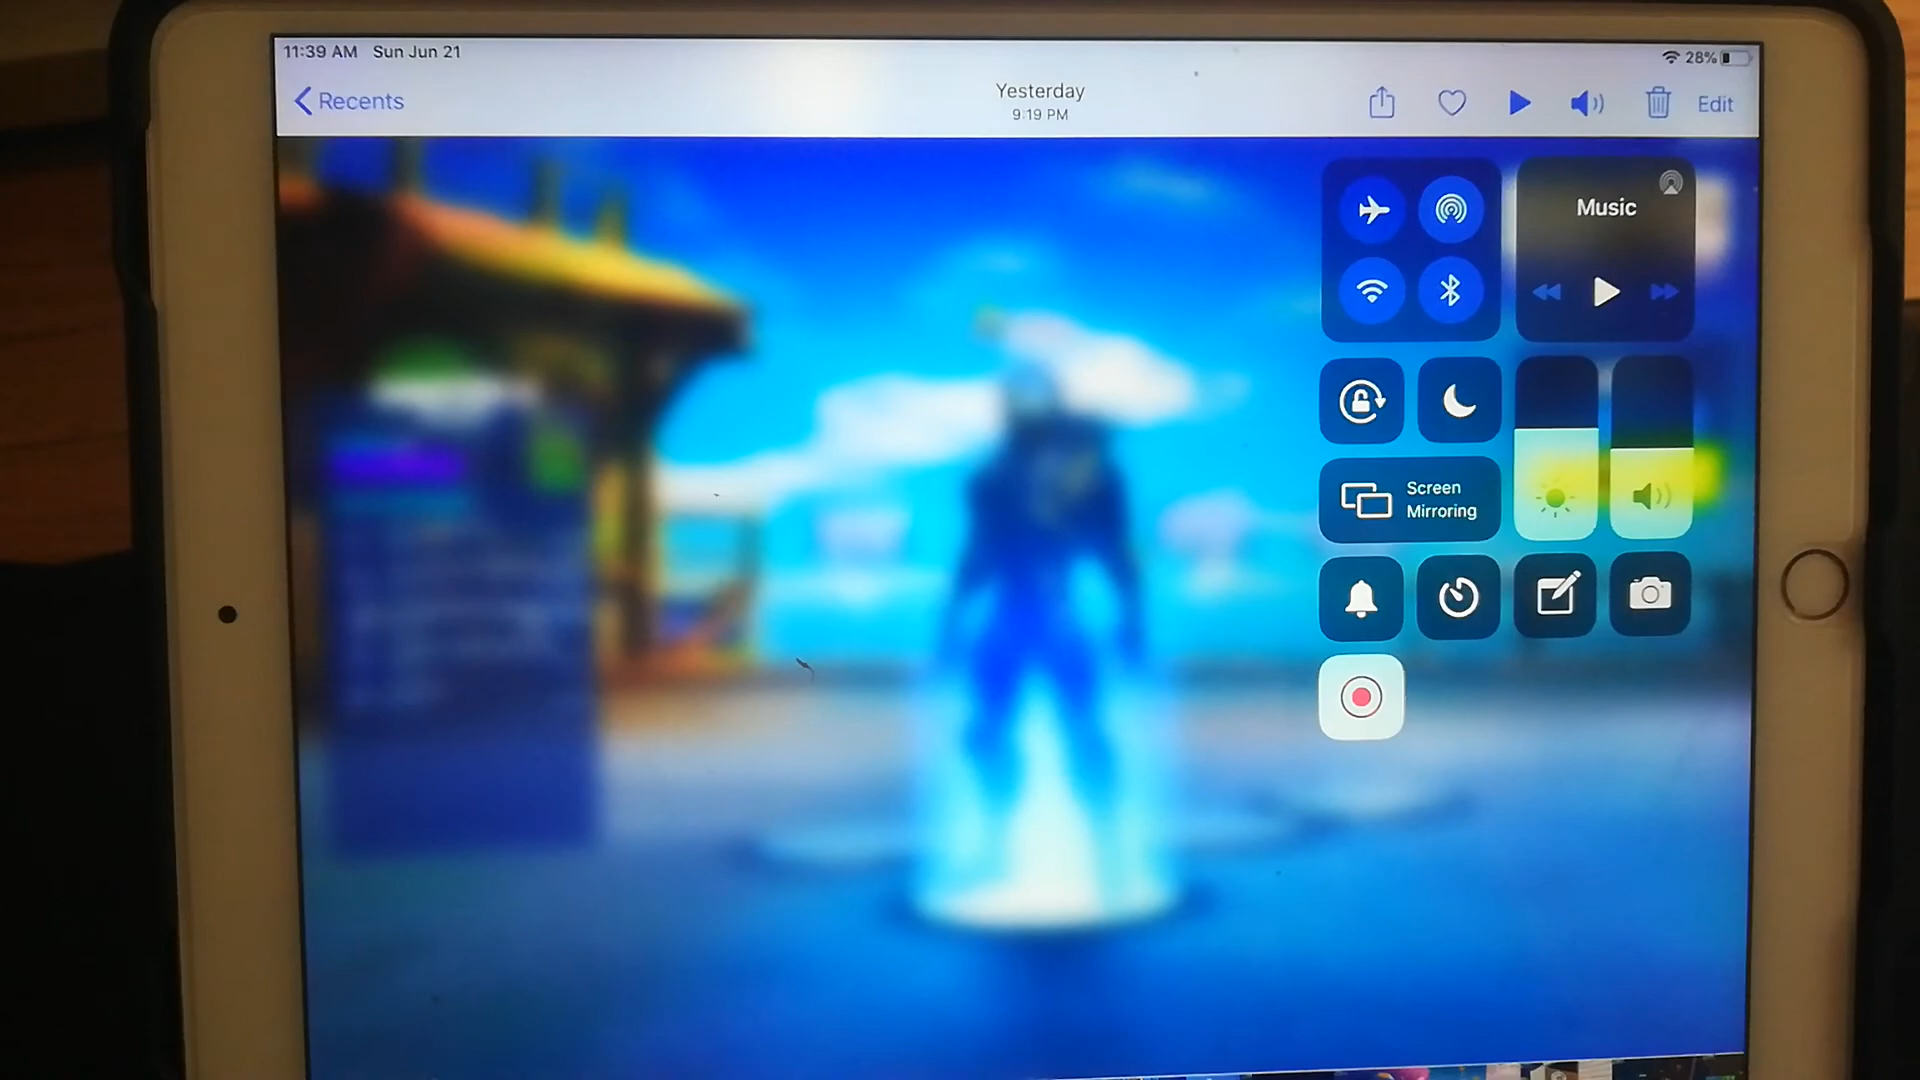 11:39 AM Sun Jun 21
28%
Recents
Yesterday
9:19 PM
Edit
Music
Screen
Mirroring